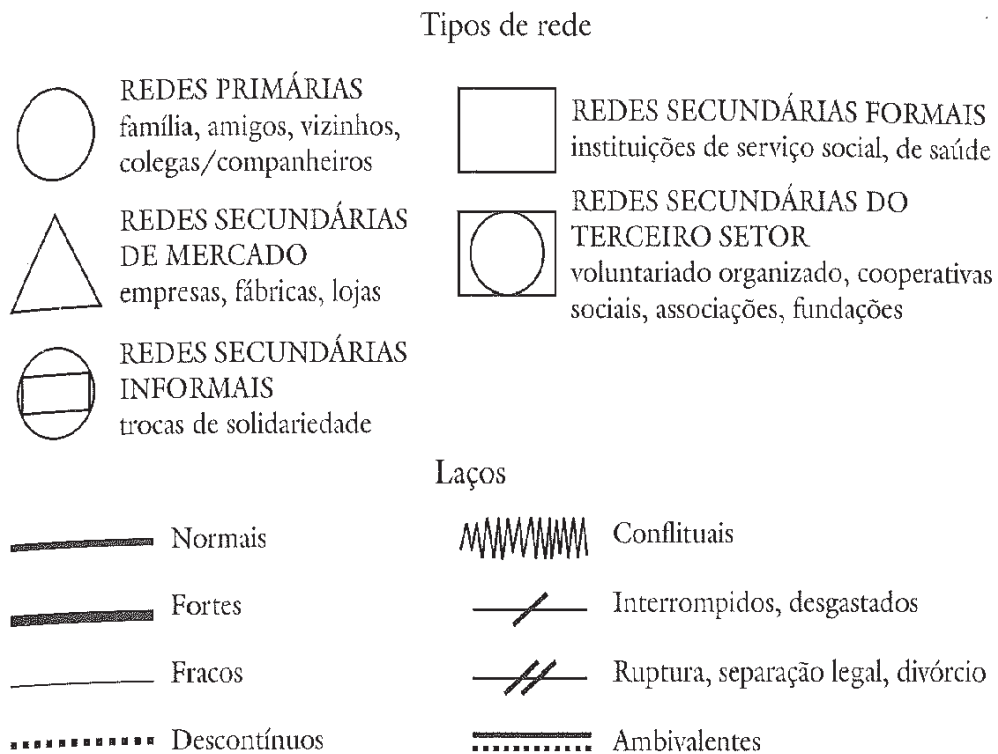 Tipos de rede
REDES PRIMÁRIAS
família, amigos, vizinhos,
colegas/companheiros
REDES SECUNDÁRIAS
DE MERCADO
empresas, fábricas, lojas
REDES SECUNDÁRIAS
INFORMAIS
trocas de solidariedade
REDES SECUNDÁRIAS FORMAIS
instituições de serviço social, de saúde
REDES SECUNDÁRIAS DO
TERCEIRO SETOR
voluntariado organizado, cooperativas
sociais, associações, fundações
Laços
Normais
Fortes
Fracos
Descontínuos
Conflituais
Interrompidos, desgastados
Ruptura, separação legal, divórcio
Ambivalentes